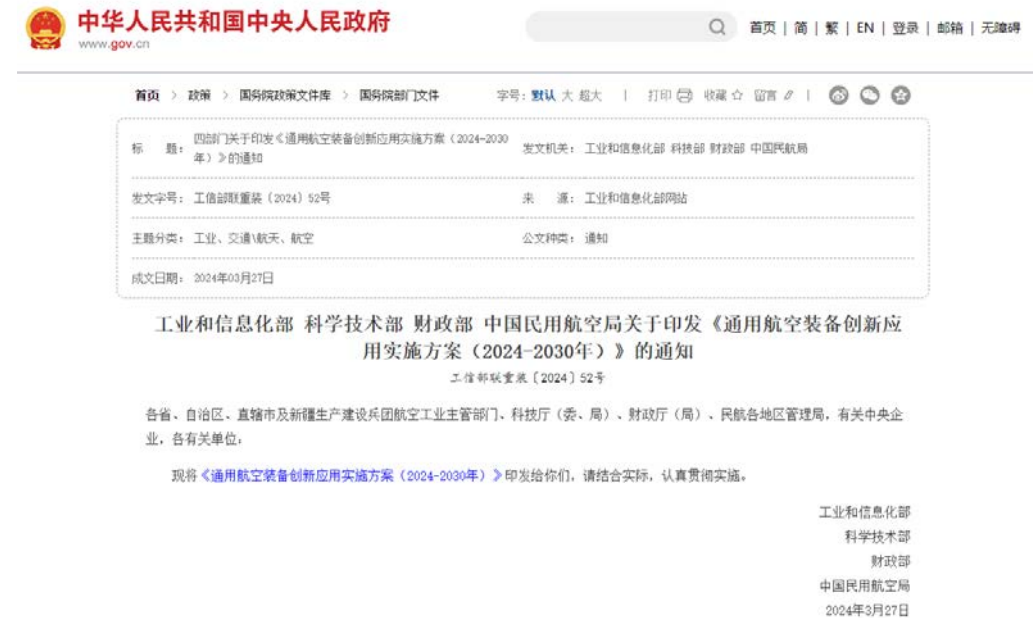 中华人民共和国中央人民政府
www.gov.cn
首页 | 简 | 繁 | EN | 登录 | 邮箱 | 无障碍
首页 > 政策 > 国务院政策文件库 > 国务院部门文件
字号：默认 大 超大 | 打印 收藏 留言 |
标 题： 四部门关于印发《通用航空装备创新应用实施方案（2024-2030
年）》的通知
发文机关： 工业和信息化部 科技部 财政部 中国民航局
发文字号： 工信部联重装〔2024〕52号
来 源： 工业和信息化部网站
主题分类： 工业、交通\航天、航空
公文种类： 通知
成文日期： 2024年03月27日
工业和信息化部 科学技术部 财政部 中国民用航空局关于印发《通用航空装备创新应
用实施方案（2024-2030年）》的通知
工信部联重装〔2024〕52号
各省、自治区、直辖市及新疆生产建设兵团航空工业主管部门、科技厅（委、局）、财政厅（局）、民航各地区管理局，有关中央企
业，各有关单位：
现将《通用航空装备创新应用实施方案（2024-2030年）》印发给你们，请结合实际，认真贯彻实施。
工业和信息化部
科学技术部
财政部
中国民用航空局
2024年3月27日